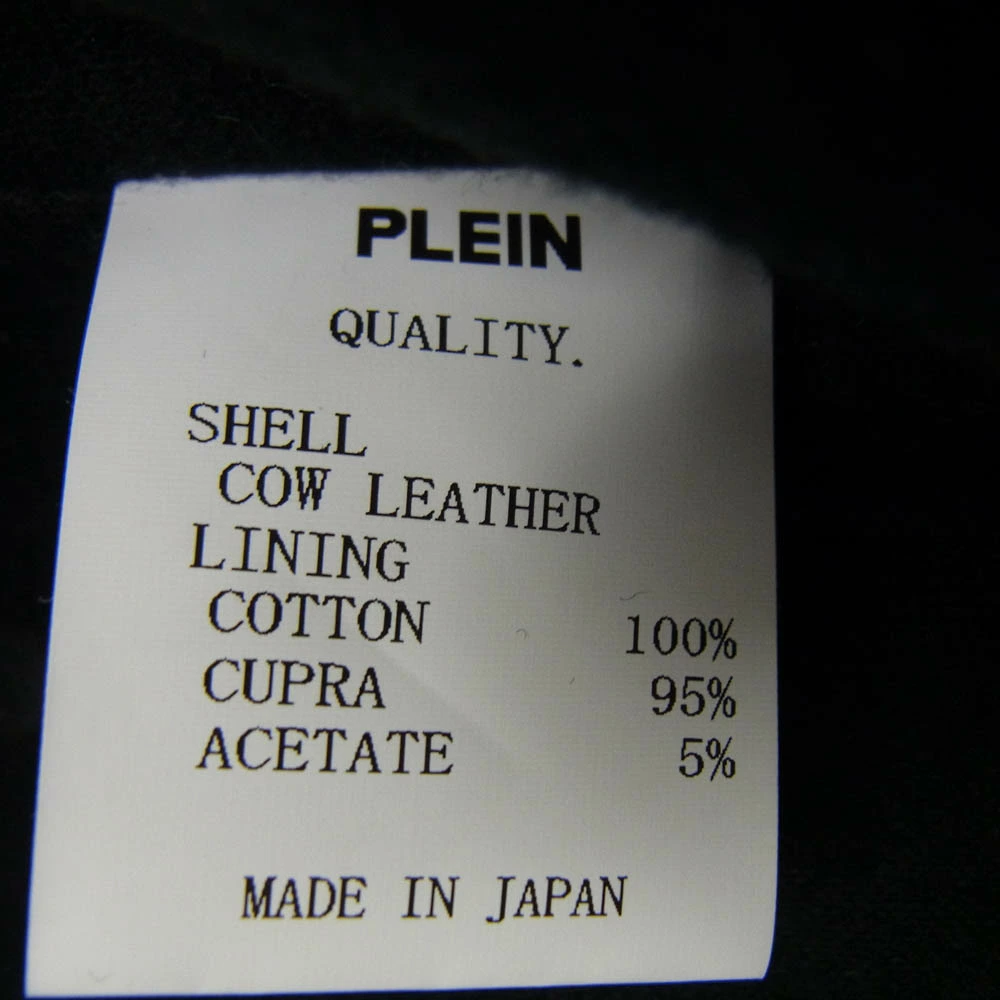 PLEIN
QUALITY.
SHELL
COW LEATHER
LINING
COTTON 100%
CUPRA 95%
ACETATE 5%
MADE IN JAPAN